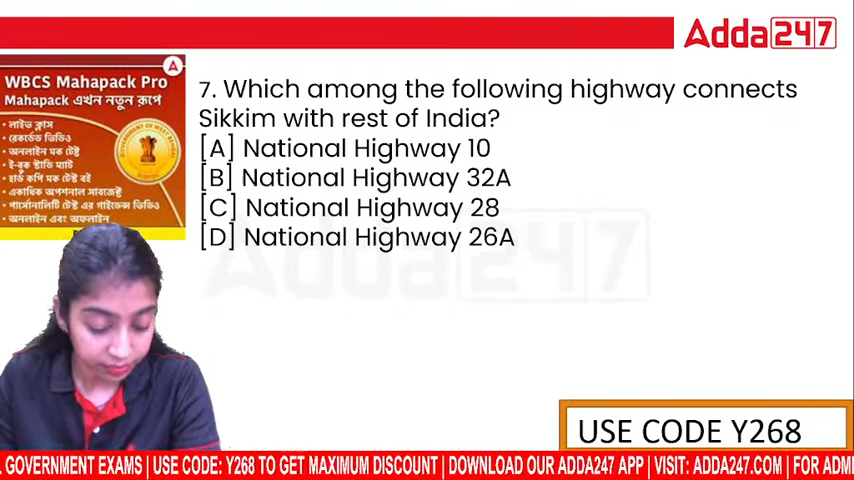 Adda247
WBCS Mahapack Pro
Mahapack এখন নতুন রূপে
• লাইভ ক্লাস
• রেকর্ডেড ভিডিও
• অনলাইন মক টেস্ট
• ই-বুক স্টাডি ম্যাট
• হার্ড কপি মক টেস্ট বই
• একাধিক অপশনাল সাবজেক্ট
• পার্সোনালিটি টেস্ট এর গাইডেন্স ভিডিও
• অনলাইন এবং অফলাইন
7. Which among the following highway connects
Sikkim with rest of India?
[A] National Highway 10
[B] National Highway 32A
[C] National Highway 28
[D] National Highway 26A
Adda247
USE CODE Y268
GOVERNMENT EXAMS | USE CODE: Y268 TO GET MAXIMUM DISCOUNT | DOWNLOAD OUR ADDA247 APP | VISIT: ADDA247.COM | FOR